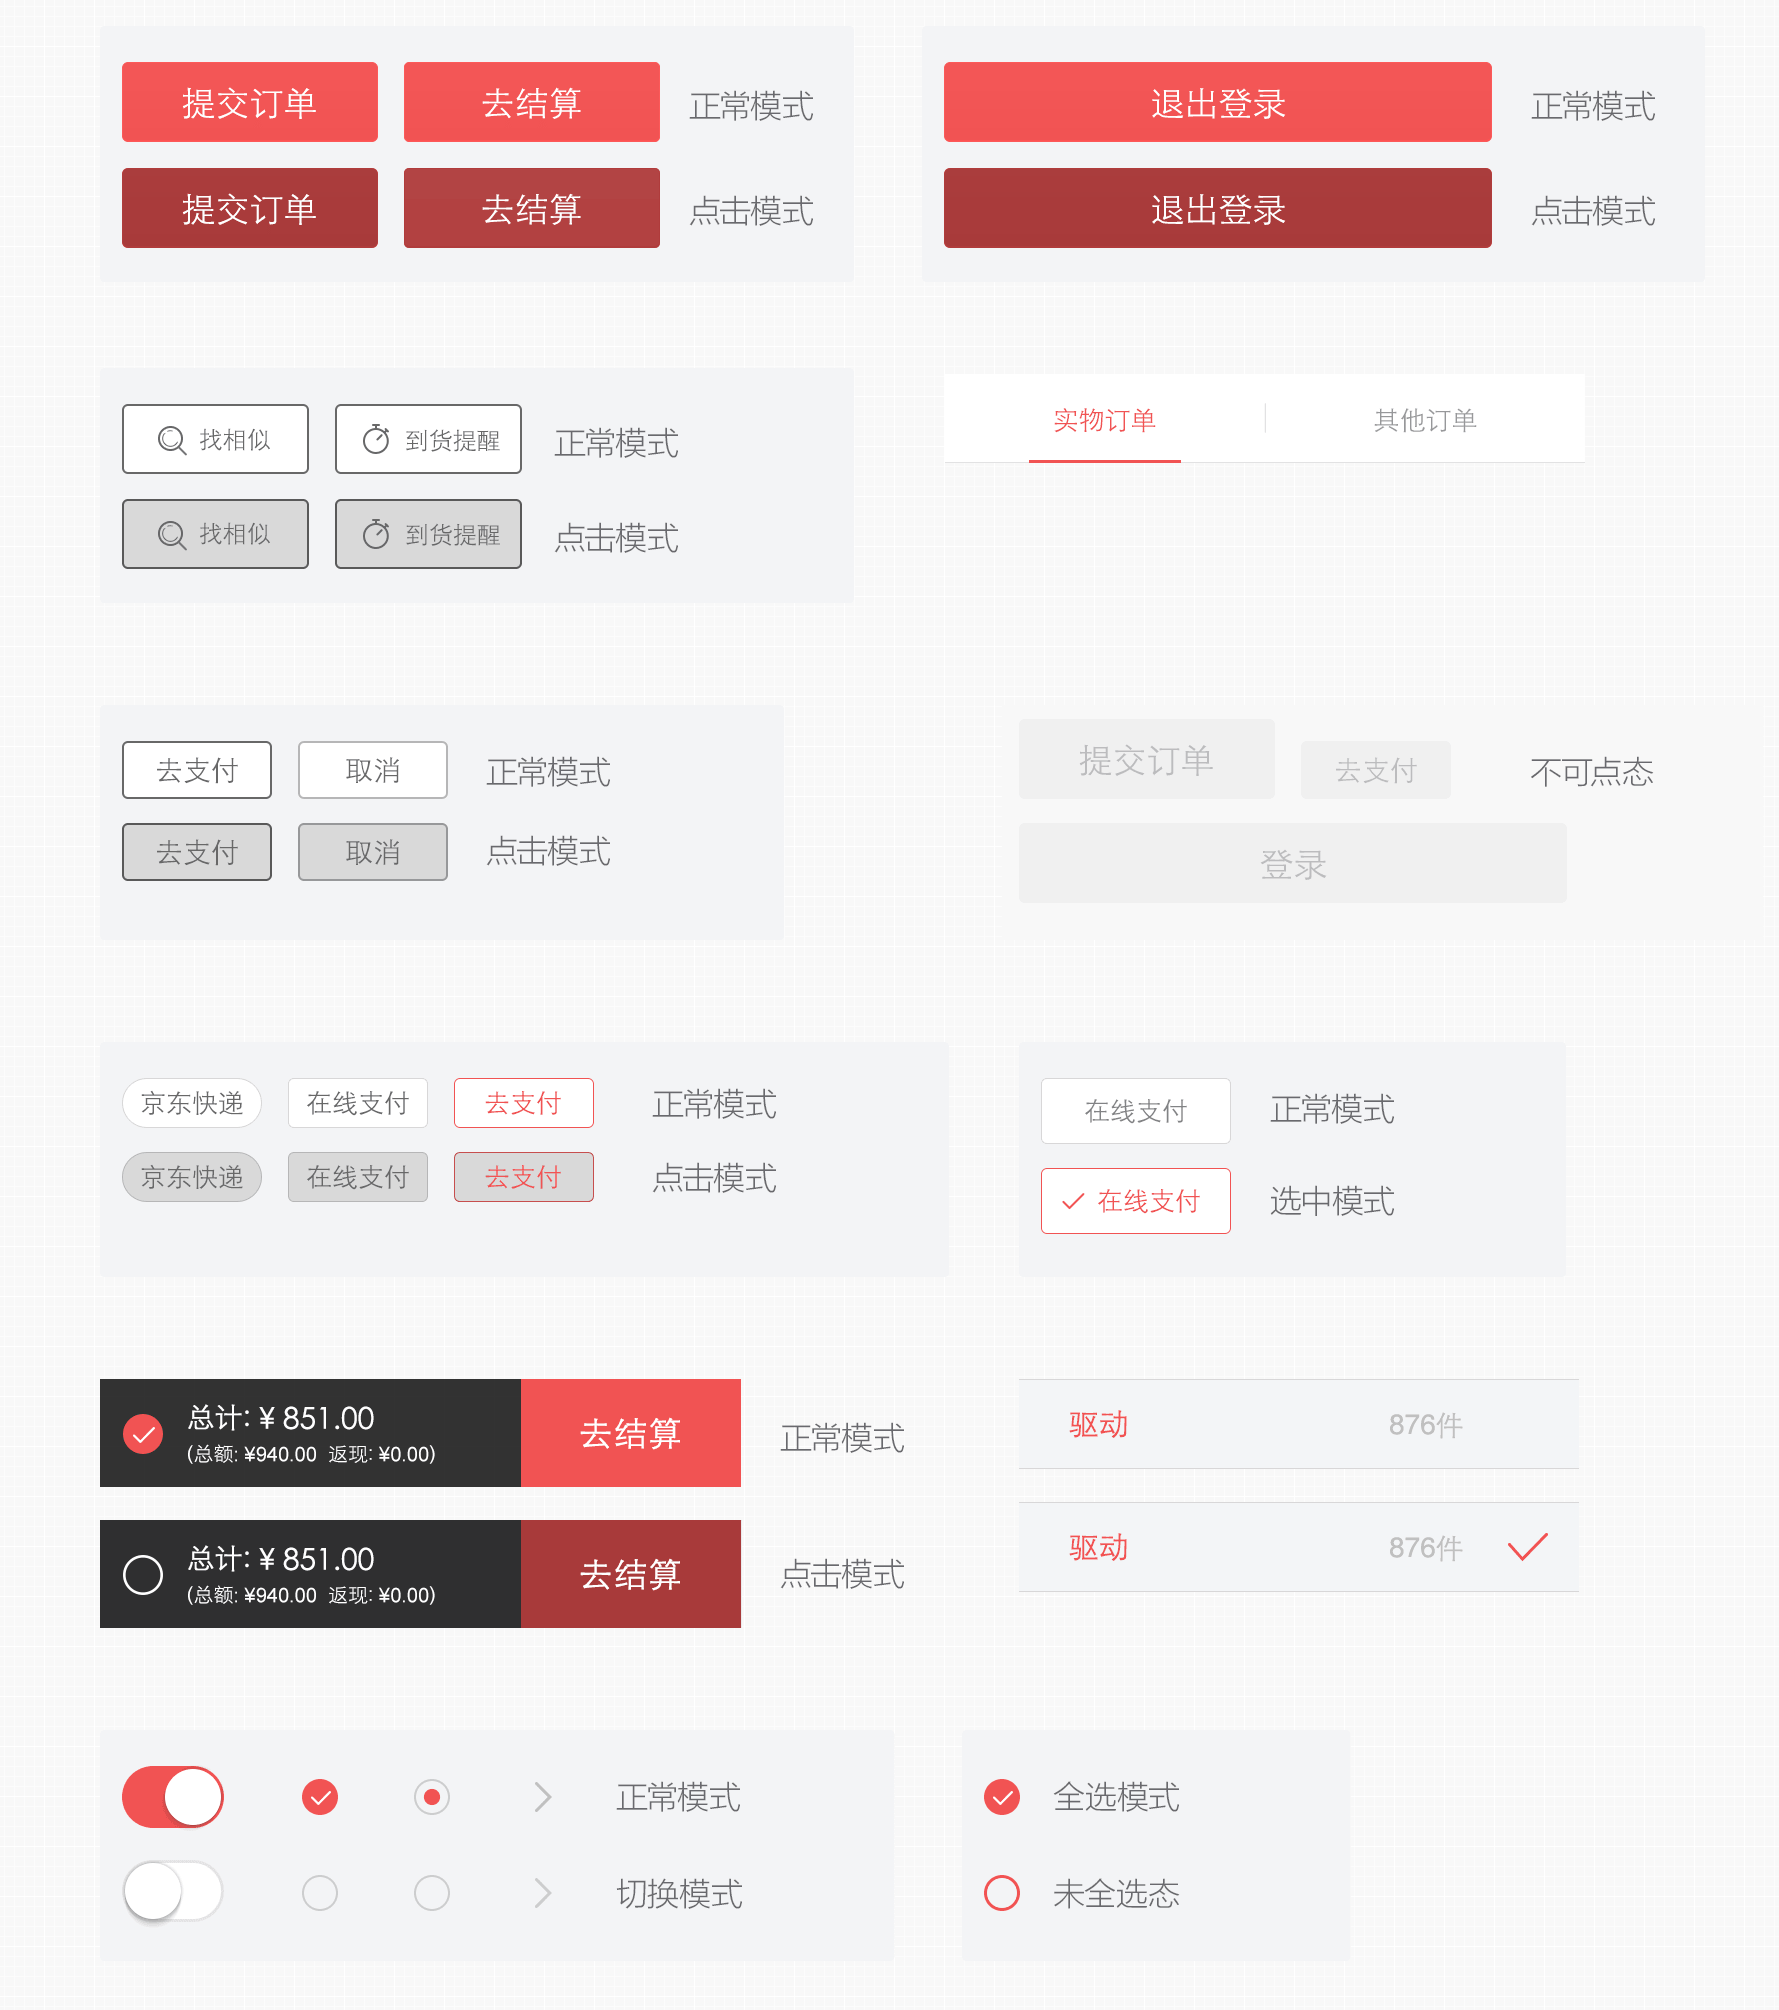 提交订单 去结算 正常模式
提交订单 去结算 点击模式
退出登录 正常模式
退出登录 点击模式
找相似 到货提醒 正常模式
找相似 到货提醒 点击模式
实物订单 其他订单
去支付 取消 正常模式
去支付 取消 点击模式
提交订单 去支付 不可点态
登录
京东快递 在线支付 去支付 正常模式
京东快递 在线支付 去支付 点击模式
在线支付 正常模式
在线支付 选中模式
总计: ¥ 851.00
(总额: ¥940.00 返现: ¥0.00)
去结算 正常模式
总计: ¥ 851.00
(总额: ¥940.00 返现: ¥0.00)
去结算 点击模式
驱动 876件
驱动 876件
正常模式
切换模式
全选模式
未全选态